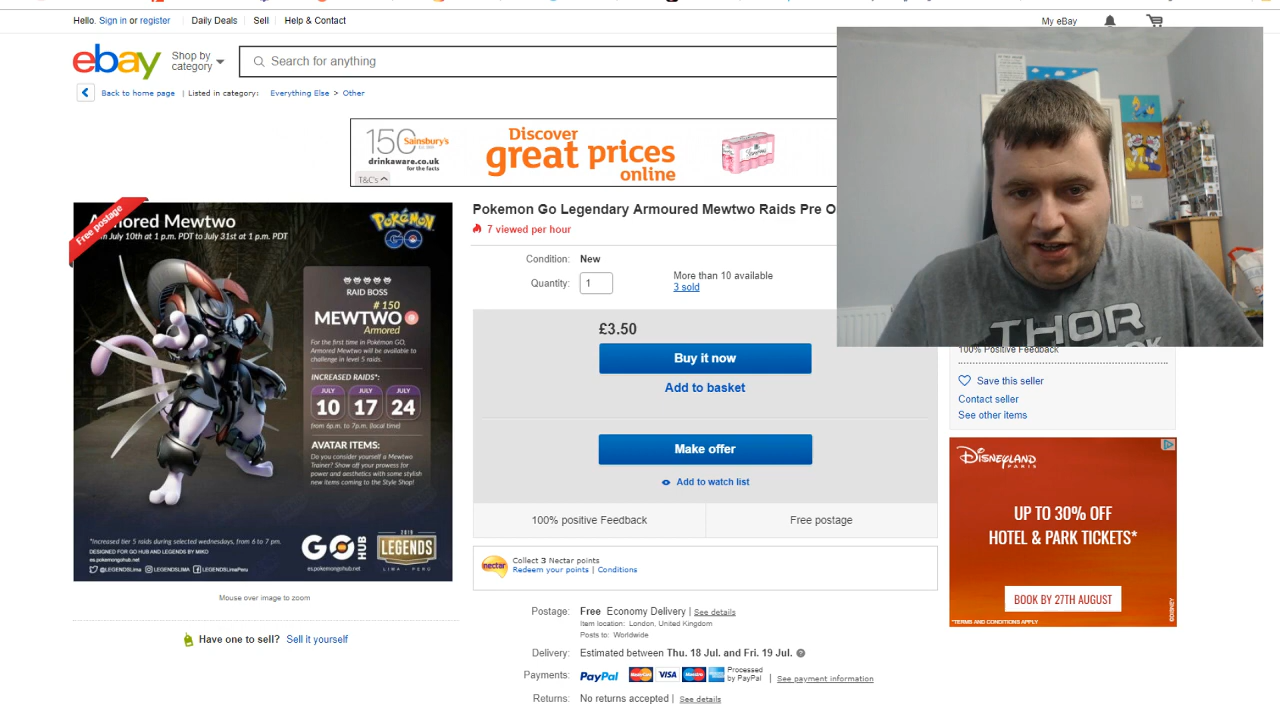 Hello. Sign in or register
Daily Deals
Sell
Help & Contact
My eBay
ebay
Shop by category
Search for anything
Back to home page
Listed in category:
Everything Else > Other
150 Sainsbury's
drinkaware.co.uk
for the facts
T&C's
Discover
great prices
online
Free postage
Armored Mewtwo
July 10th at 1 p.m. PDT to July 31st at 1 p.m. PDT
POKÉMON
GO
RAID BOSS
# 150
MEWTWO
Armored
For the first time in Pokémon GO,
Armored Mewtwo will be available to
challenge in level 5 raids.
INCREASED RAIDS*:
JULY JULY JULY
10 17 24
from 6p.m. to 7p.m. (local time)
AVATAR ITEMS:
Do you consider yourself a Mewtwo
Trainer? Show off your prowess for
power and aesthetics with some stylish
new items coming to the Style Shop!
*Increased tier 5 raids during selected wednesdays, from 6 to 7 pm.
DESIGNED FOR GO HUB AND LEGENDS BY MIKO
es.pokemongohub.net
@LEGENDSLima LEGENDSLIMA LEGENDSLimaPeru
GO HUB
es.pokemongohub.net
2019
LEGENDS
LIMA - PERU
Mouse over image to zoom
Have one to sell? Sell it yourself
Pokemon Go Legendary Armoured Mewtwo Raids Pre O
7 viewed per hour
Condition: New
Quantity: 1
More than 10 available
3 sold
£3.50
Buy it now
Add to basket
Make offer
Add to watch list
100% positive Feedback
Free postage
nectar
Collect 3 Nectar points
Redeem your points | Conditions
Postage: Free Economy Delivery | See details
Item location: London, United Kingdom
Posts to: Worldwide
Delivery: Estimated between Thu. 18 Jul. and Fri. 19 Jul.
Payments: PayPal MasterCard VISA Maestro
Processed by PayPal
See payment information
Returns: No returns accepted | See details
THOR
100% Positive Feedback
Save this seller
Contact seller
See other items
DISNEYLAND
PARIS
UP TO 30% OFF
HOTEL & PARK TICKETS*
BOOK BY 27TH AUGUST
*TERMS AND CONDITIONS APPLY
©DISNEY